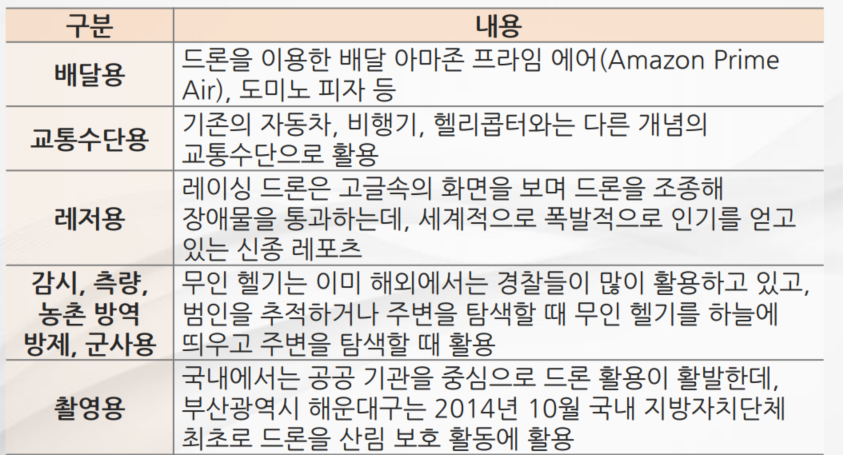 구분 내용
배달용
드론을 이용한 배달 아마존 프라임 에어(Amazon Prime
Air), 도미노 피자 등
교통수단용
기존의 자동차, 비행기, 헬리콥터와는 다른 개념의
교통수단으로 활용
레저용
레이싱 드론은 고글속의 화면을 보며 드론을 조종해
장애물을 통과하는데, 세계적으로 폭발적으로 인기를 얻고
있는 신종 레포츠
감시, 측량,
농촌 방역
방제, 군사용
무인 헬기는 이미 해외에서는 경찰들이 많이 활용하고 있고,
범인을 추적하거나 주변을 탐색할 때 무인 헬기를 하늘에
띄우고 주변을 탐색할 때 활용
촬영용
국내에서는 공공 기관을 중심으로 드론 활용이 활발한데,
부산광역시 해운대구는 2014년 10월 국내 지방자치단체
최초로 드론을 산림 보호 활동에 활용